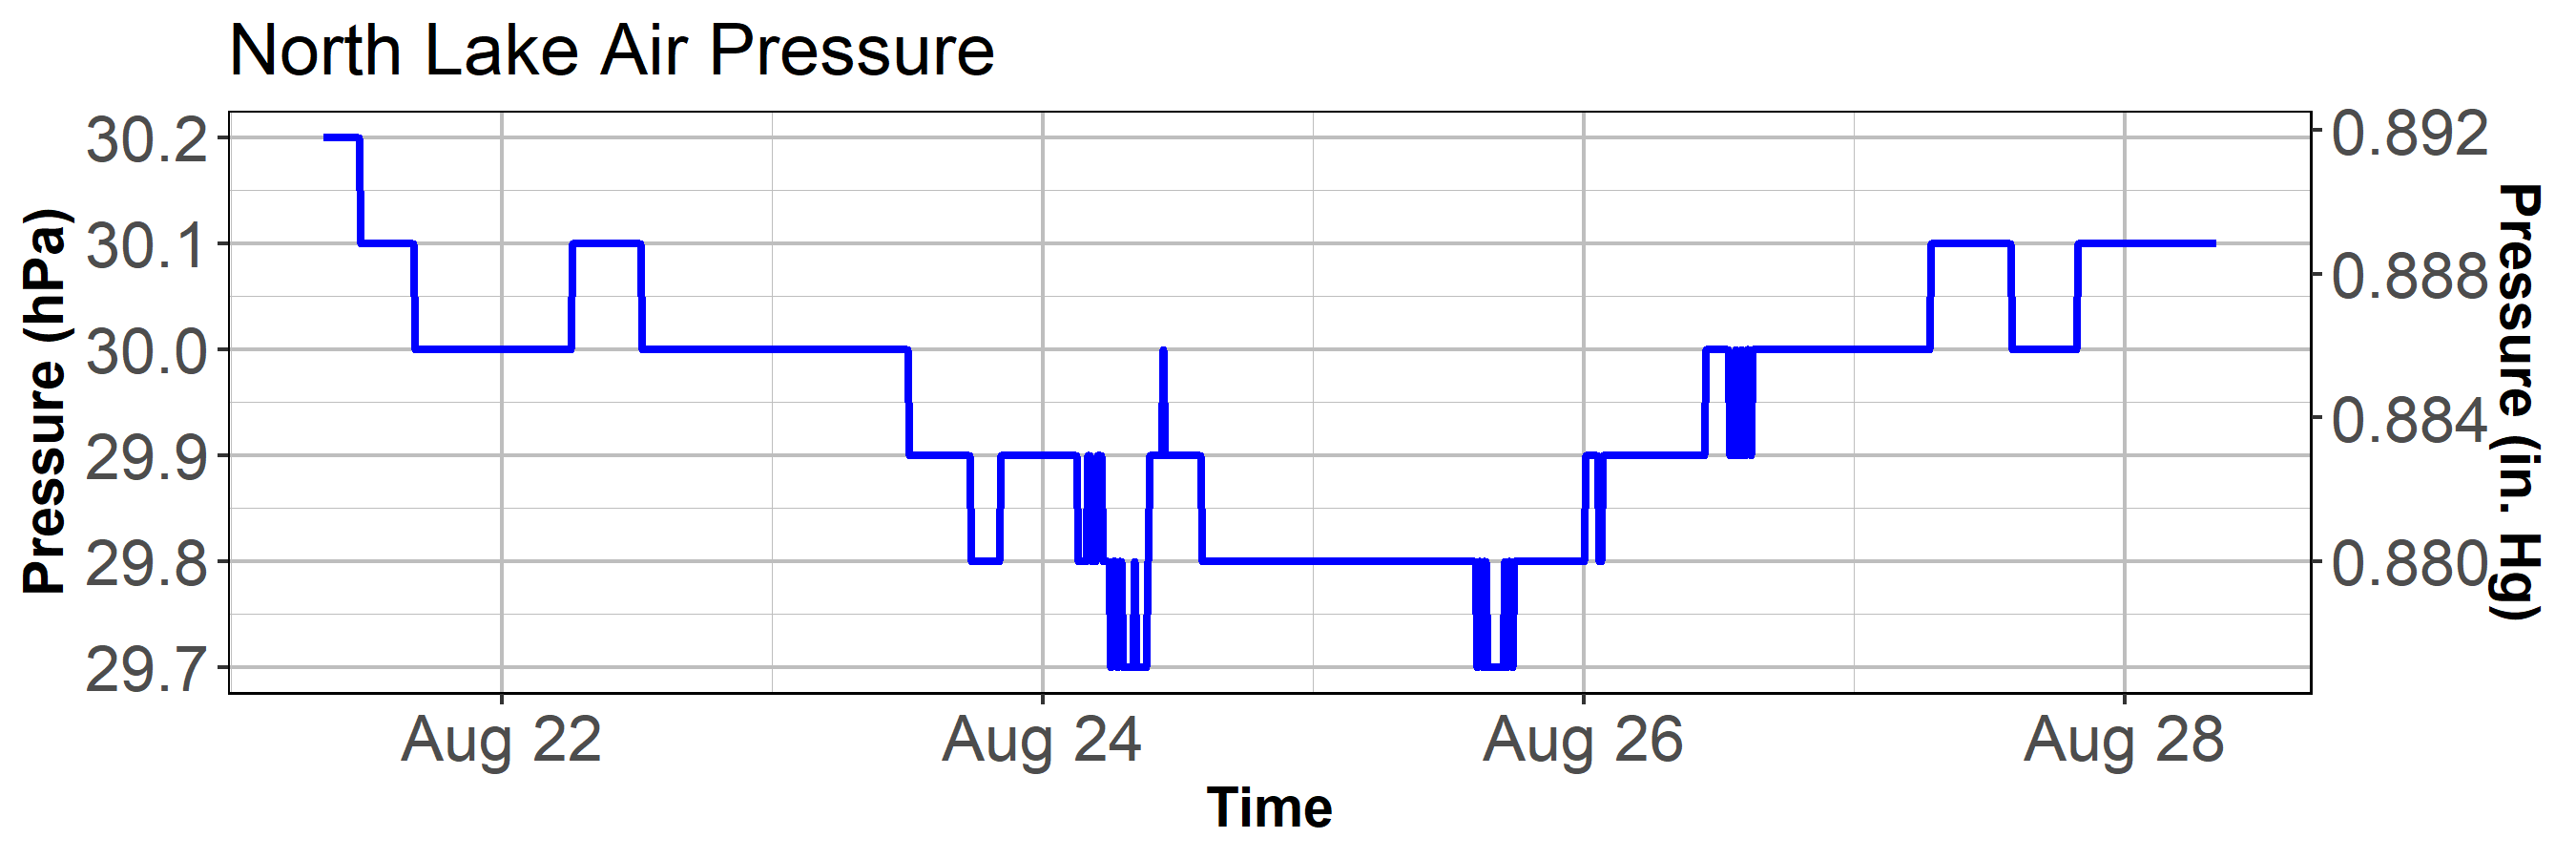 North Lake Air Pressure
Pressure (hPa)
30.2
30.1
30.0
29.9
29.8
29.7
0.892
0.888
0.884
0.880
Pressure (in. Hg)
Aug 22 Aug 24 Aug 26 Aug 28
Time